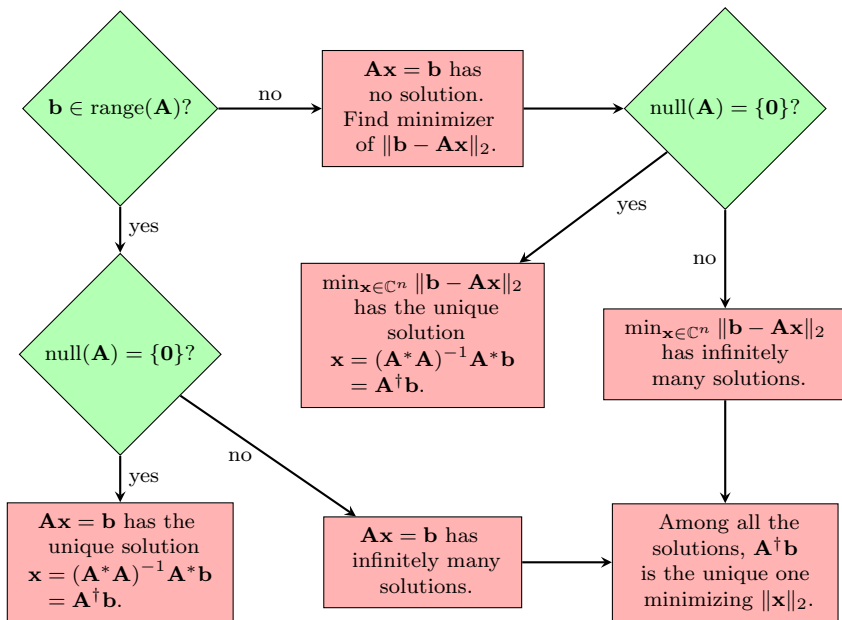 𝐛 ∈ range(𝐀)?
no
𝐀𝐱 = 𝐛 has
no solution.
Find minimizer
of ‖𝐛 − 𝐀𝐱‖₂.
null(𝐀) = {𝟎}?
yes
yes
no
null(𝐀) = {𝟎}?
min_{𝐱∈ℂⁿ} ‖𝐛 − 𝐀𝐱‖₂
has the unique
solution
𝐱 = (𝐀*𝐀)⁻¹𝐀*𝐛
= 𝐀†𝐛.
min_{𝐱∈ℂⁿ} ‖𝐛 − 𝐀𝐱‖₂
has infinitely
many solutions.
yes
no
𝐀𝐱 = 𝐛 has the
unique solution
𝐱 = (𝐀*𝐀)⁻¹𝐀*𝐛
= 𝐀†𝐛.
𝐀𝐱 = 𝐛 has
infinitely many
solutions.
Among all the
solutions, 𝐀†𝐛
is the unique one
minimizing ‖𝐱‖₂.